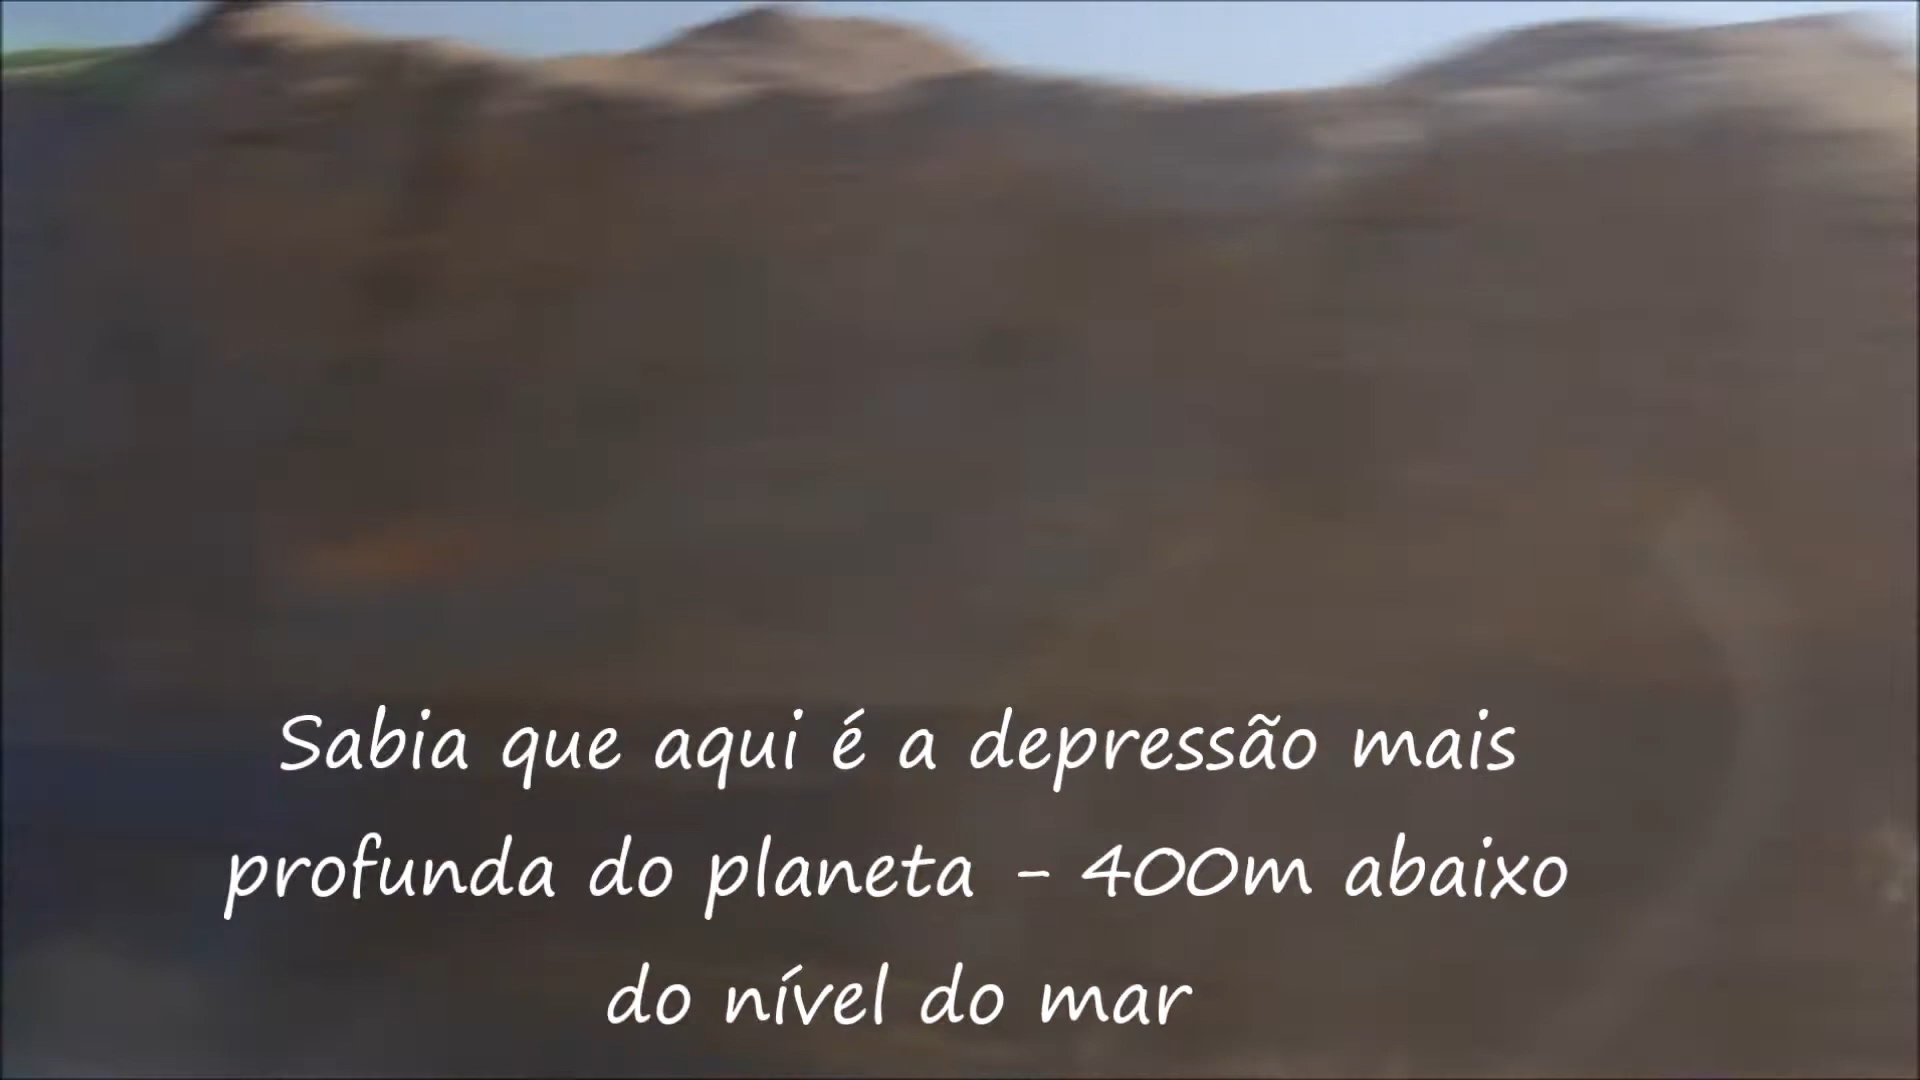 Sabia que aqui é a depressão mais
profunda do planeta - 400m abaixo
do nível do mar